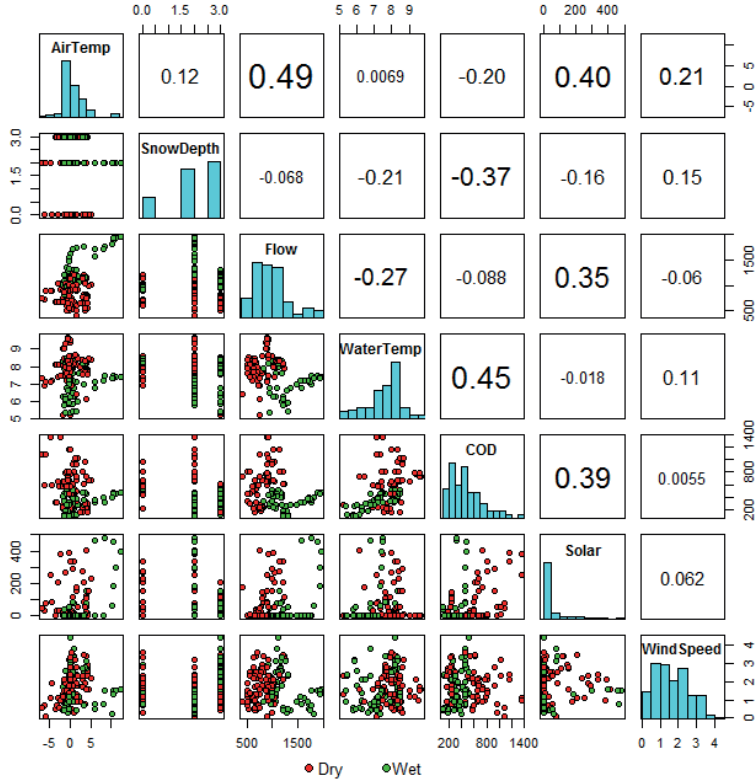 0.0 1.5 3.0 5 6 7 8 9 0 200 400
AirTemp 0.12 0.49 0.0069 -0.20 0.40 0.21 -5 0 5
0.0 1.5 3.0 SnowDepth -0.068 -0.21 -0.37 -0.16 0.15
Flow -0.27 -0.088 0.35 -0.06 500 1500
5 6 7 8 9 WaterTemp 0.45 -0.018 0.11
COD 0.39 0.0055 200 800 1400
0 200 400 Solar 0.062
WindSpeed 0 1 2 3 4
-5 0 5 500 1500 200 800 1400 0 1 2 3 4
Dry Wet